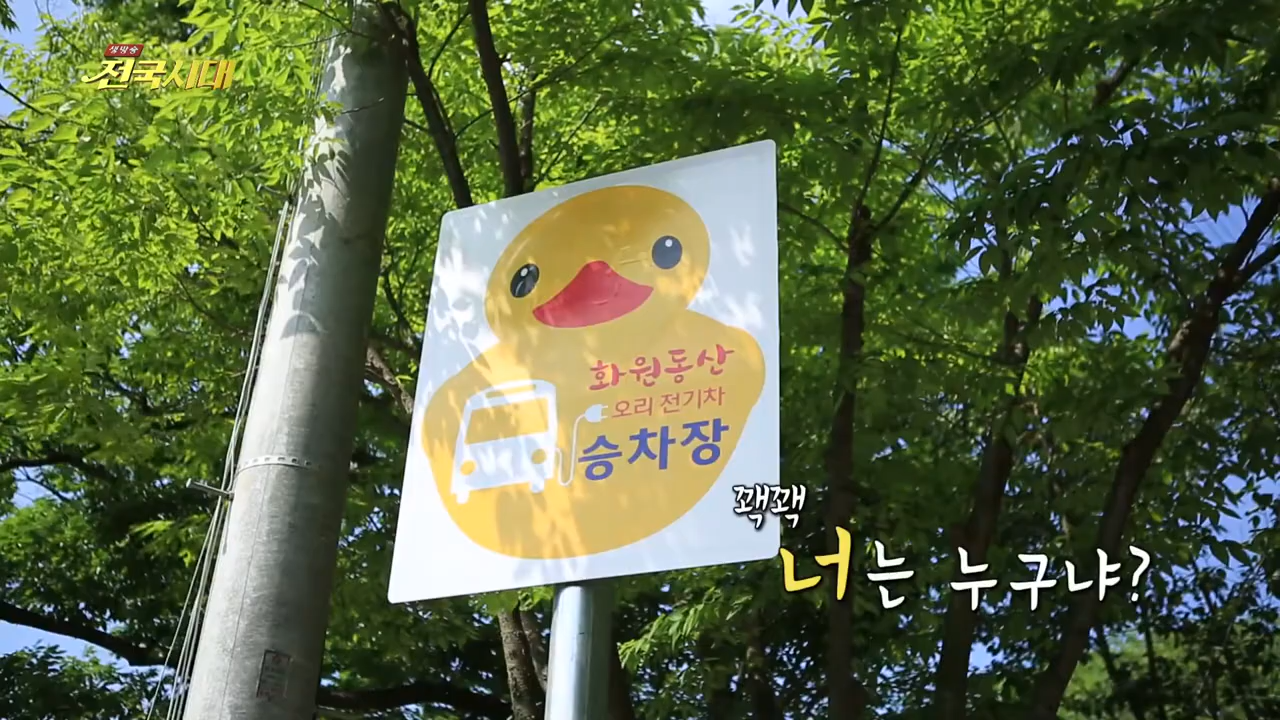 생방송
전국시대
화원동산
오리 전기차
승차장
꽥꽥
너는 누구냐?